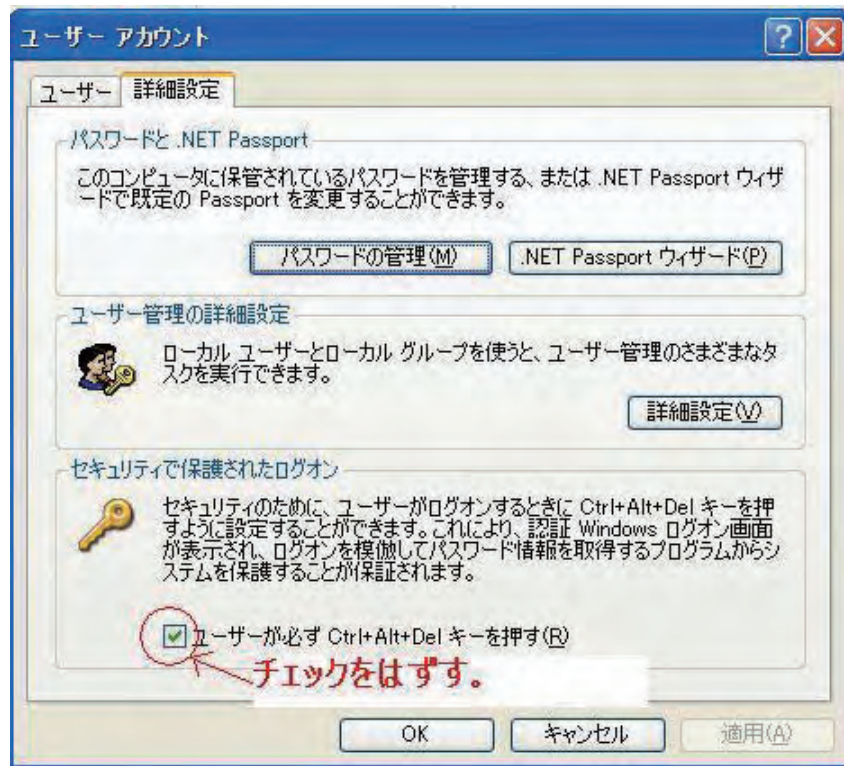 ユーザー アカウント
ユーザー
詳細設定
パスワードと .NET Passport
このコンピュータに保管されているパスワードを管理する、または .NET Passport ウィザ
ードで既定の Passport を変更することができます。
パスワードの管理(M)
.NET Passport ウィザード(P)
ユーザー管理の詳細設定
ローカル ユーザーとローカル グループを使うと、ユーザー管理のさまざまなタ
スクを実行できます。
詳細設定(V)
セキュリティで保護されたログオン
セキュリティのために、ユーザーがログオンするときに Ctrl+Alt+Del キーを押
すように設定することができます。これにより、認証 Windows ログオン画面
が表示され、ログオンを模倣してパスワード情報を取得するプログラムからシ
ステムを保護することが保証されます。
ユーザーが必ず Ctrl+Alt+Del キーを押す(R)
チェックをはずす。
OK
キャンセル
適用(A)